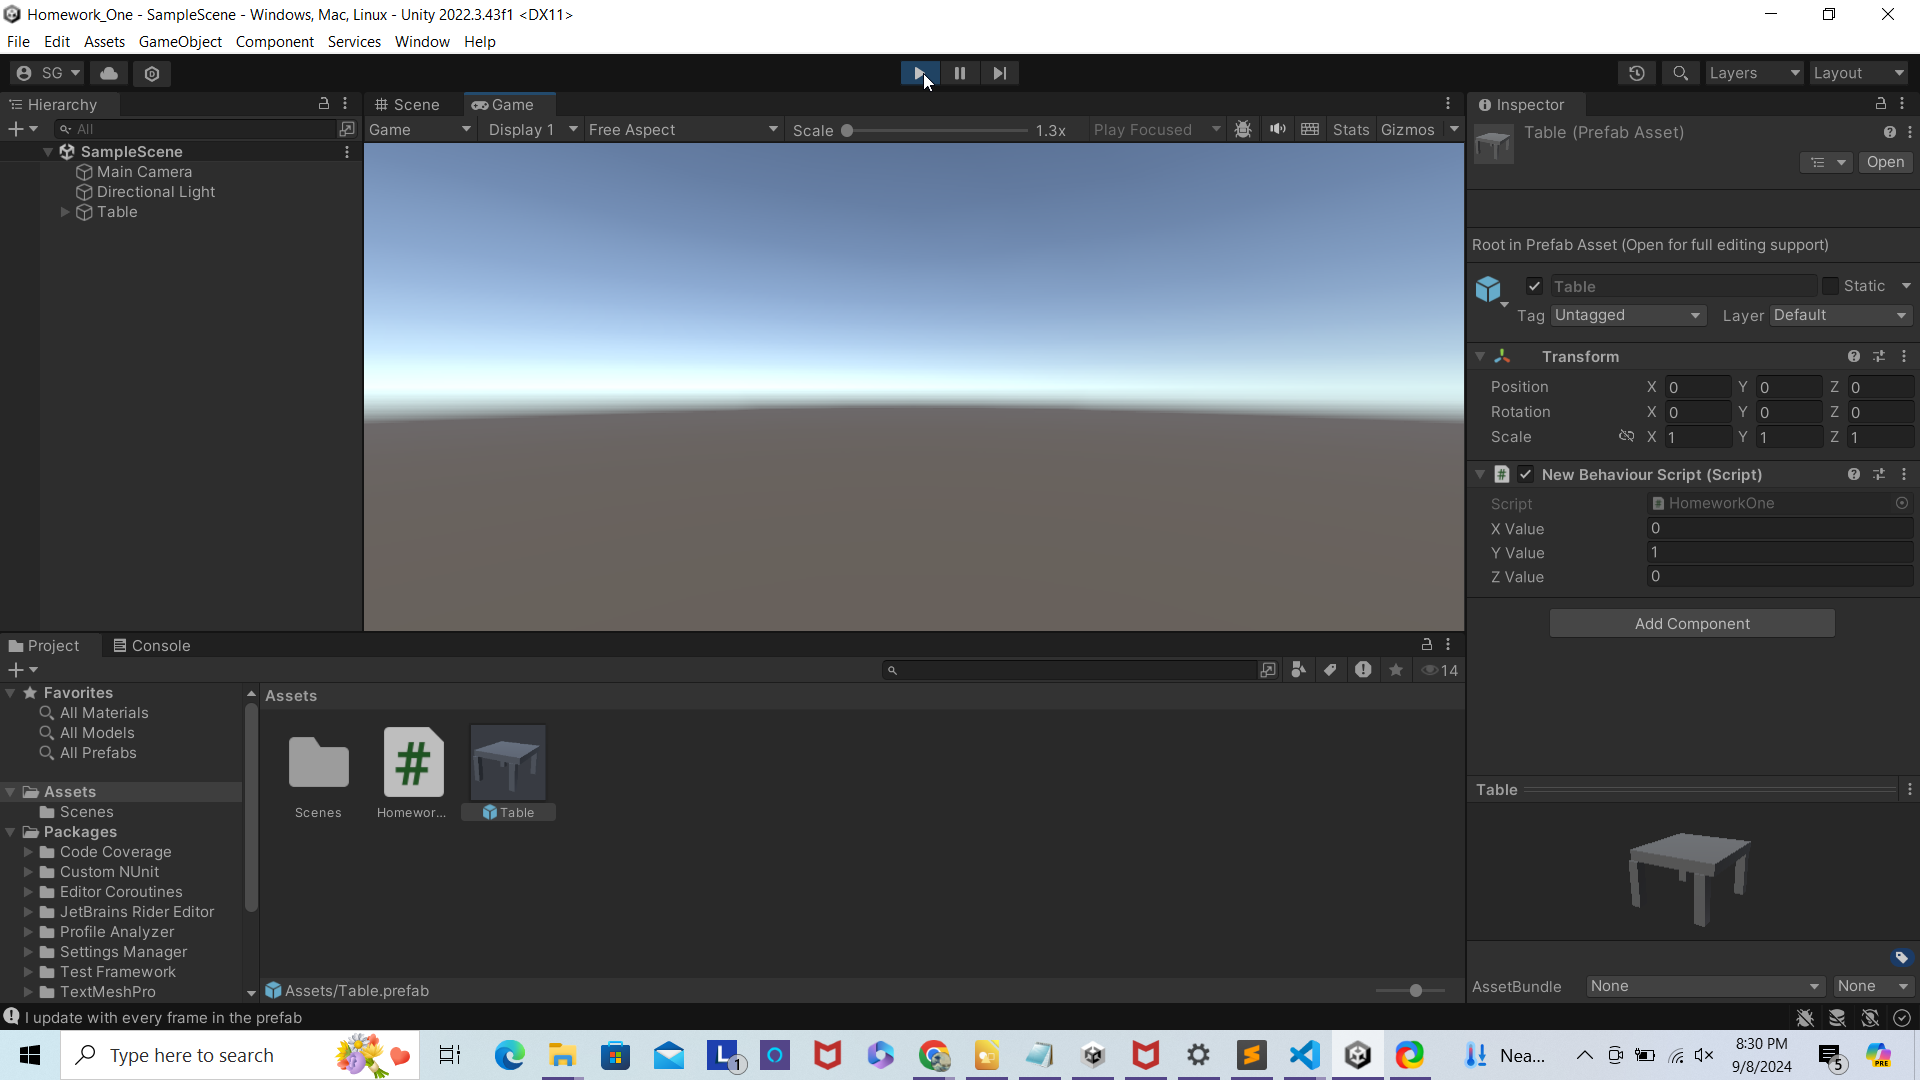 Homework_One - SampleScene - Windows, Mac, Linux - Unity 2022.3.43f1 <DX11>
File Edit Assets GameObject Component Services Window Help
SG Layers Layout
Hierarchy
All
SampleScene
Main Camera
Directional Light
Table
Scene Game
Game Display 1 Free Aspect Scale 1.3x Play Focused Stats Gizmos
Inspector
Table (Prefab Asset)
Open
Root in Prefab Asset (Open for full editing support)
Table Static
Tag Untagged Layer Default
Transform
Position X 0 Y 0 Z 0
Rotation X 0 Y 0 Z 0
Scale X 1 Y 1 Z 1
# New Behaviour Script (Script)
Script HomeworkOne
X Value 0
Y Value 1
Z Value 0
Add Component
Project Console
14
Favorites
All Materials
All Models
All Prefabs
Assets
Scenes
Packages
Code Coverage
Custom NUnit
Editor Coroutines
JetBrains Rider Editor
Profile Analyzer
Settings Manager
Test Framework
TextMeshPro
Assets
#
Scenes Homewor... Table
Assets/Table.prefab
Table
AssetBundle None None
I update with every frame in the prefab
Type here to search
L 1
O
S
Nea...
8:30 PM
9/8/2024
5
PRE